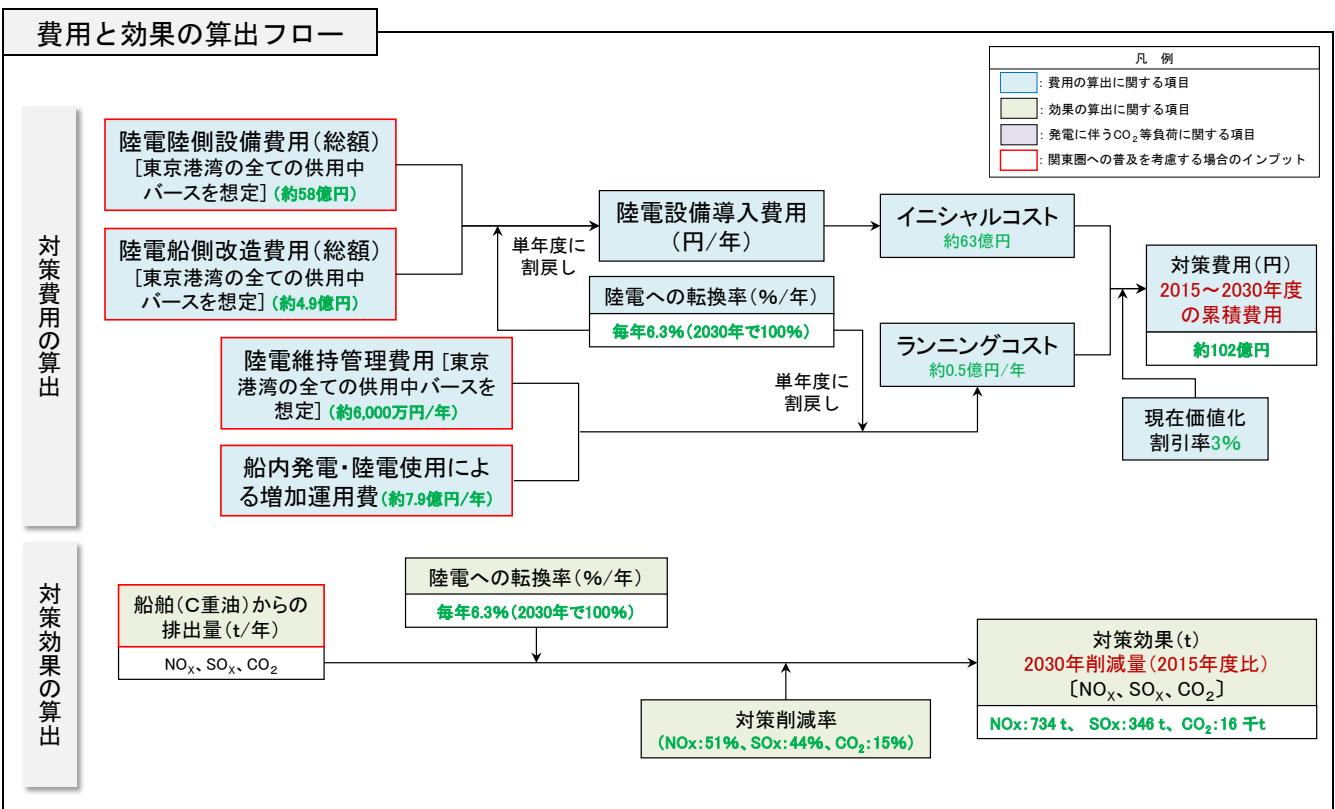 費用と効果の算出フロー
凡 例
：費用の算出に関する項目
：効果の算出に関する項目
：発電に伴うCO₂等負荷に関する項目
：関東圏への普及を考慮する場合のインプット
対策費用の算出
陸電陸側設備費用（総額）
［東京港湾の全ての供用中
バースを想定］（約58億円）
陸電船側改造費用（総額）
［東京港湾の全ての供用中
バースを想定］（約4.9億円）
単年度に
割戻し
陸電設備導入費用
（円/年）
陸電への転換率（%/年）
毎年6.3%（2030年で100%）
イニシャルコスト
約63億円
陸電維持管理費用［東京
港湾の全ての供用中バースを
想定］（約6,000万円/年）
船内発電・陸電使用によ
る増加運用費（約7.9億円/年）
単年度に
割戻し
ランニングコスト
約0.5億円/年
対策費用（円）
2015～2030年度
の累積費用
約102億円
現在価値化
割引率3%
対策効果の算出
船舶（C重油）からの
排出量（t/年）
NOX、SOX、CO₂
陸電への転換率（%/年）
毎年6.3%（2030年で100%）
対策削減率
（NOx：51%、SOx：44%、CO₂：15%）
対策効果（t）
2030年削減量（2015年度比）
〔NOX、SOX、CO₂〕
NOx：734 t、 SOx：346 t、 CO₂：16 千t